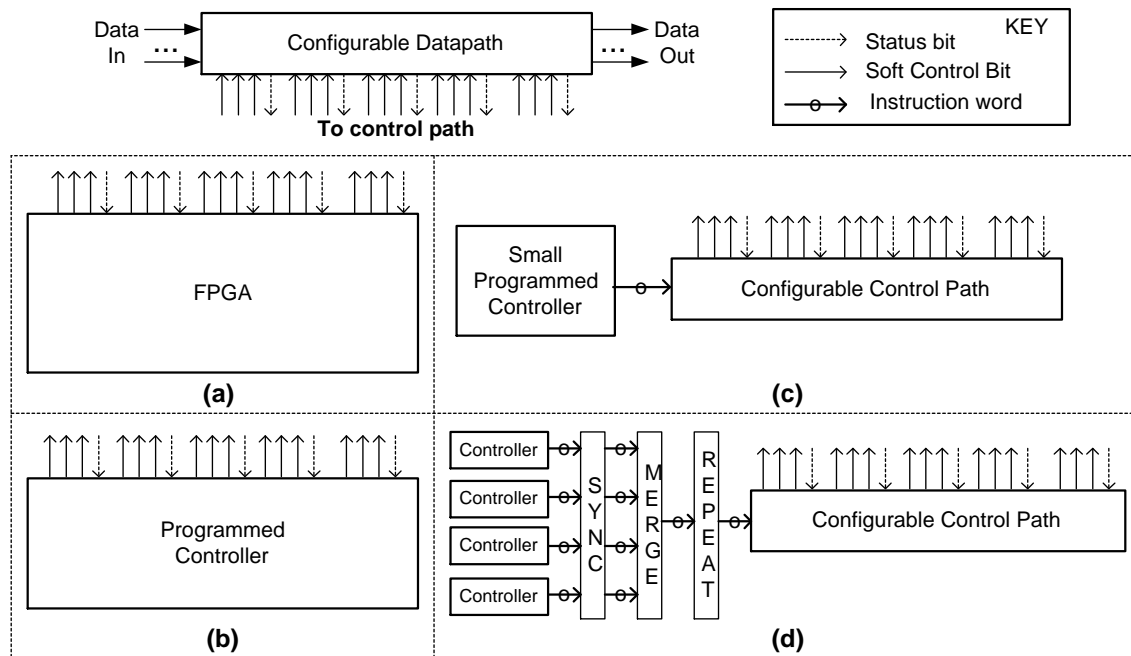 Data In
...
Configurable Datapath
...
Data Out
To control path
KEY
Status bit
Soft Control Bit
o Instruction word
FPGA
(a)
Small
Programmed
Controller
o
Configurable Control Path
(c)
Programmed
Controller
(b)
Controller
Controller
Controller
Controller
o
o
o
o
SYNC
o
o
o
o
MERGE
o
REPEAT
o
Configurable Control Path
(d)